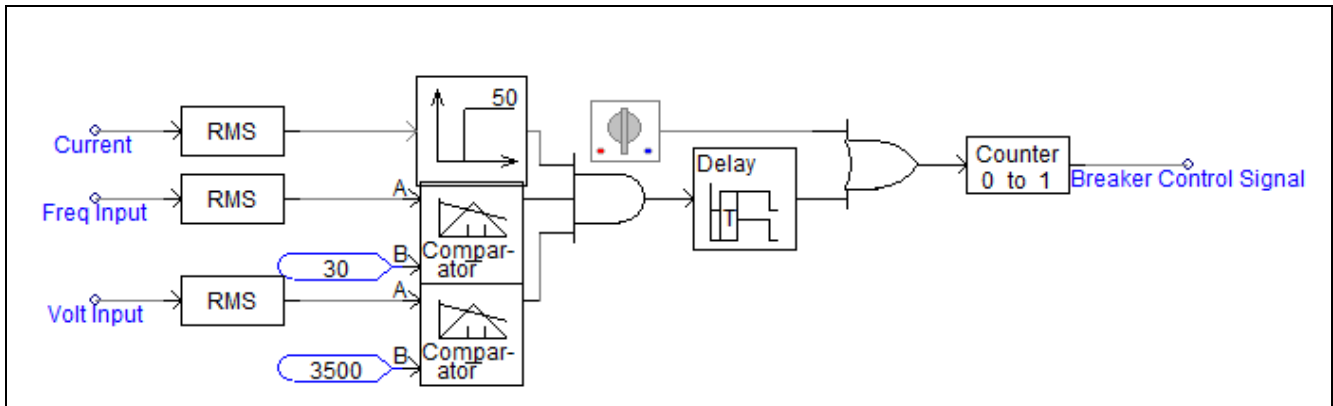 50
RMS
Current
Delay
Counter
0 to 1
Breaker Control Signal
RMS
A
Freq Input
T
B
Compar-
ator
30
RMS
A
Volt Input
B
Compar-
ator
3500